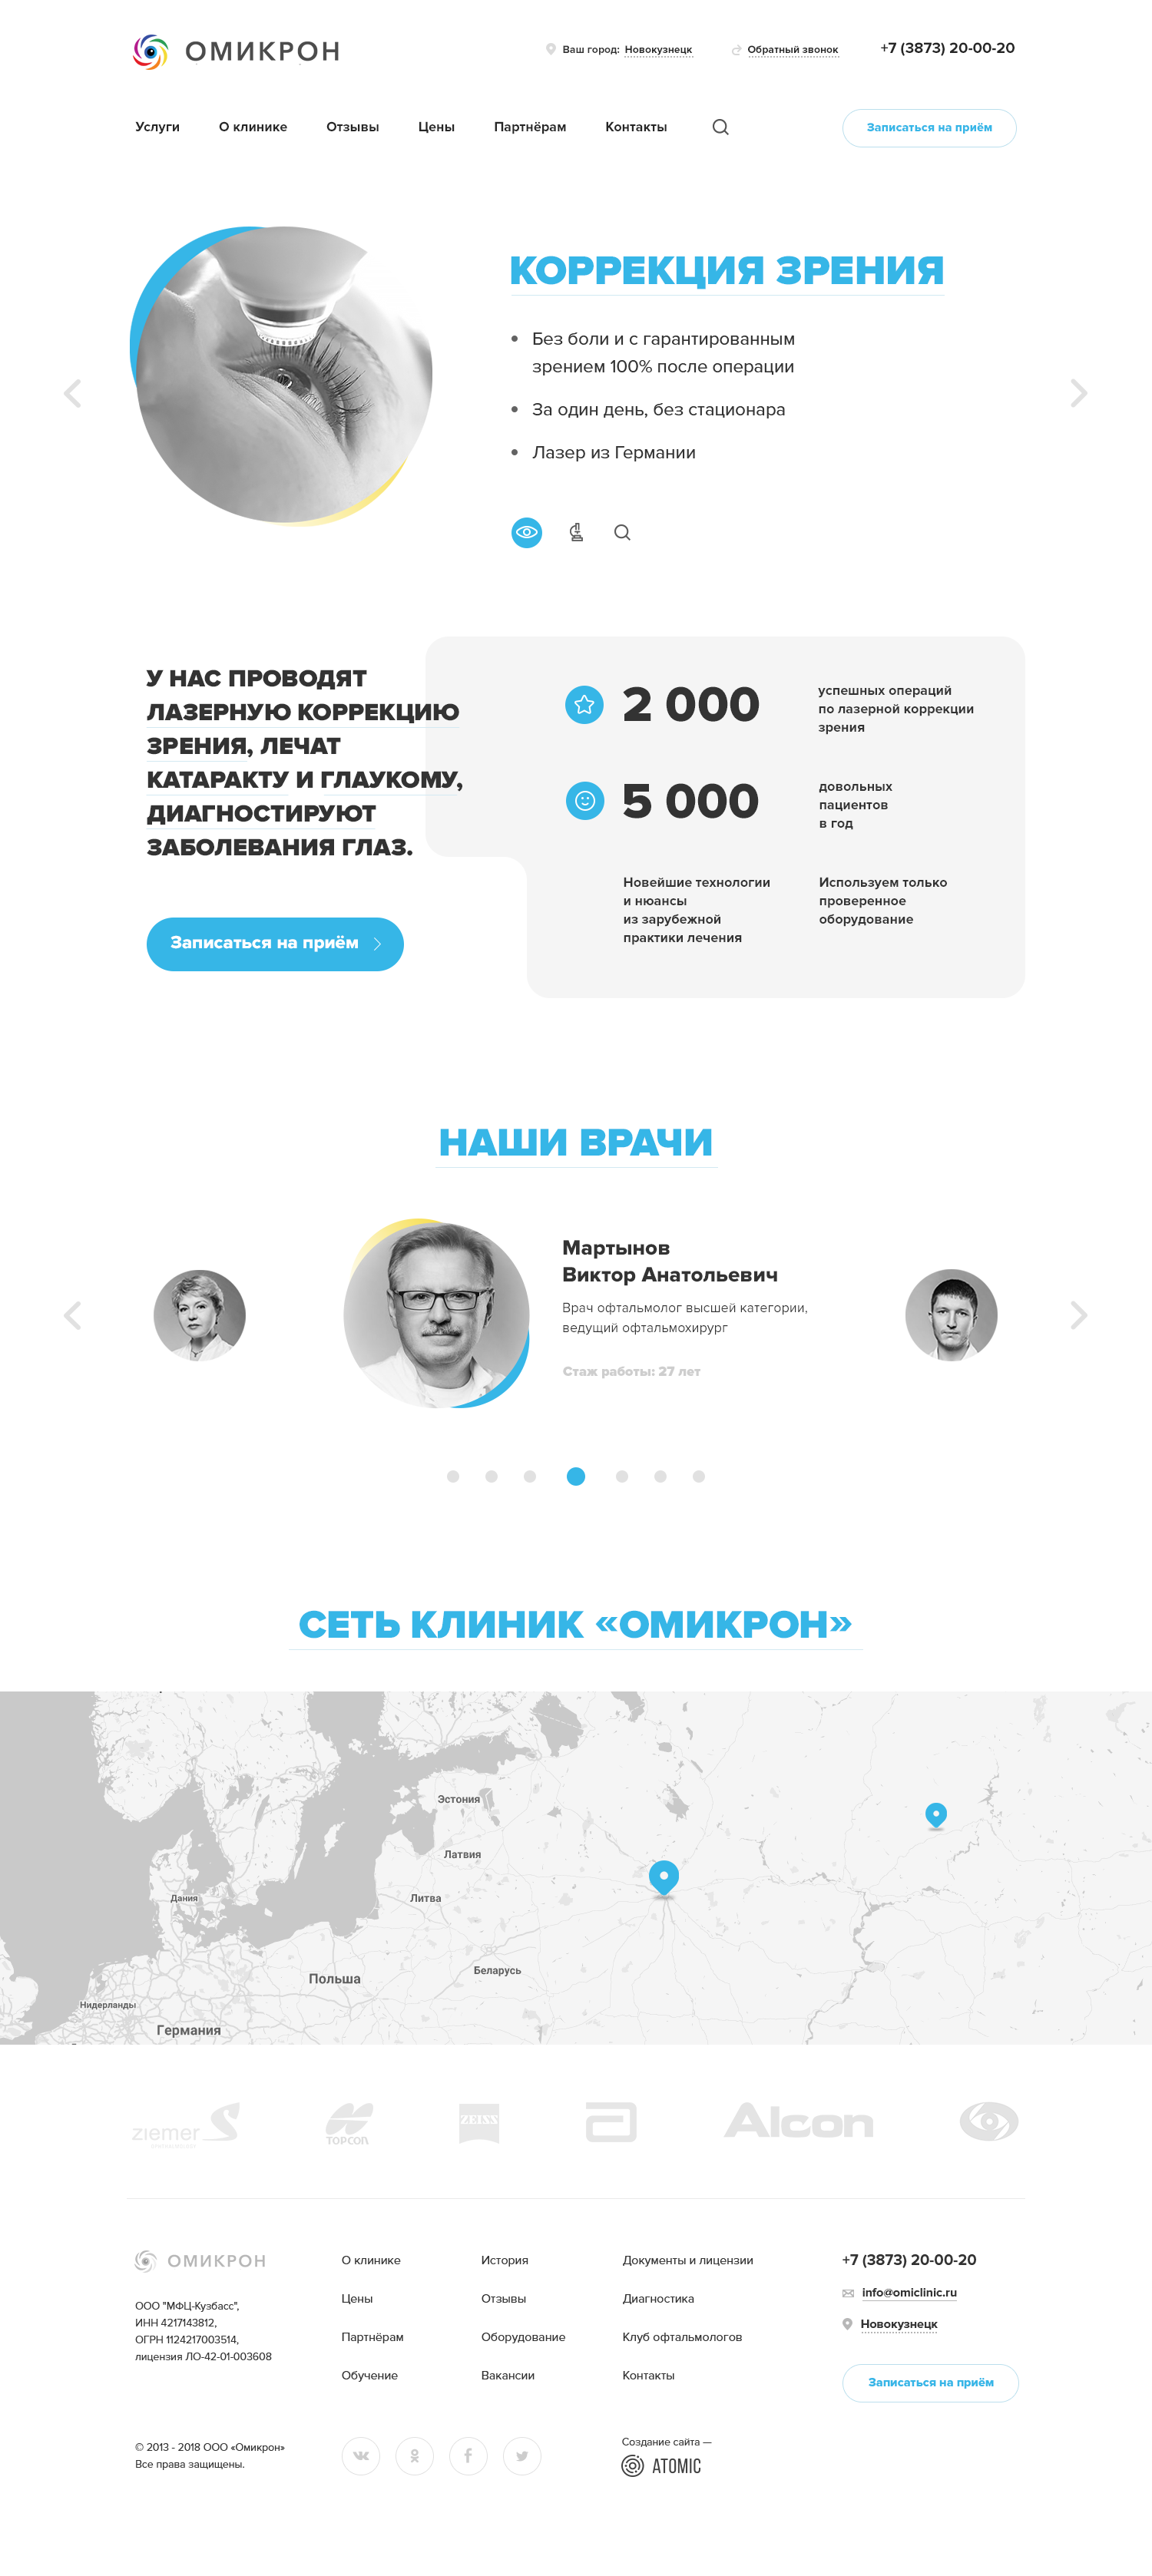 ОМИКРОН
Ваш город: Новокузнецк
Обратный звонок
+7 (3873) 20-00-20
Услуги
О клинике
Отзывы
Цены
Партнёрам
Контакты
Записаться на приём
КОРРЕКЦИЯ ЗРЕНИЯ
Без боли и с гарантированным
зрением 100% после операции
За один день, без стационара
Лазер из Германии
У НАС ПРОВОДЯТ
ЛАЗЕРНУЮ КОРРЕКЦИЮ
ЗРЕНИЯ, ЛЕЧАТ
КАТАРАКТУ И ГЛАУКОМУ,
ДИАГНОСТИРУЮТ
ЗАБОЛЕВАНИЯ ГЛАЗ.
Записаться на приём
2 000
успешных операций
по лазерной коррекции
зрения
5 000
довольных
пациентов
в год
Новейшие технологии
и нюансы
из зарубежной
практики лечения
Используем только
проверенное
оборудование
НАШИ ВРАЧИ
Мартынов
Виктор Анатольевич
Врач офтальмолог высшей категории,
ведущий офтальмохирург
Стаж работы: 27 лет
СЕТЬ КЛИНИК «ОМИКРОН»
Эстония
Латвия
Дания
Литва
Беларусь
Польша
Нидерланды
Германия
ziemer
TOPCON
ZEISS
Alcon
ОМИКРОН
ООО "МФЦ-Кузбасс",
ИНН 4217143812,
ОГРН 1124217003514,
лицензия ЛО-42-01-003608
О клинике
Цены
Партнёрам
Обучение
История
Отзывы
Оборудование
Вакансии
Документы и лицензии
Диагностика
Клуб офтальмологов
Контакты
+7 (3873) 20-00-20
info@omiclinic.ru
Новокузнецк
Записаться на приём
© 2013 - 2018 ООО «Омикрон»
Все права защищены.
Создание сайта —
ATOMIC